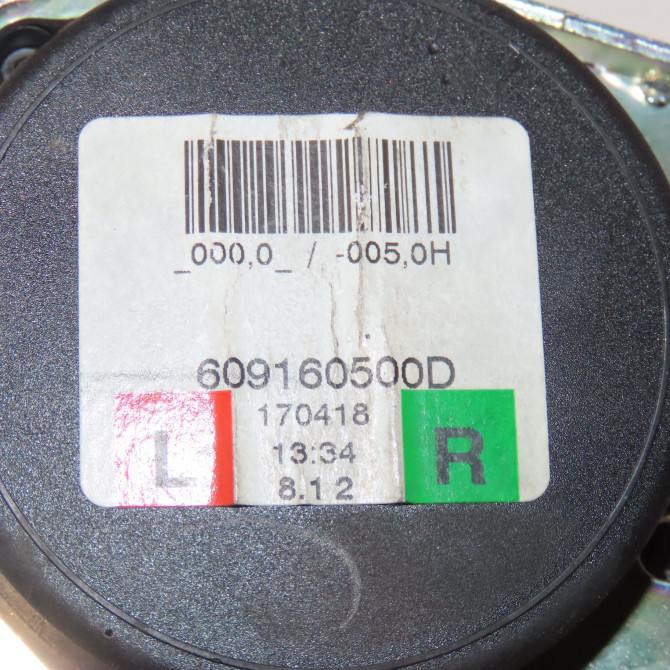 _000,0_ / -005,0H
609160500D
170418
L R
13:34
8.1 2